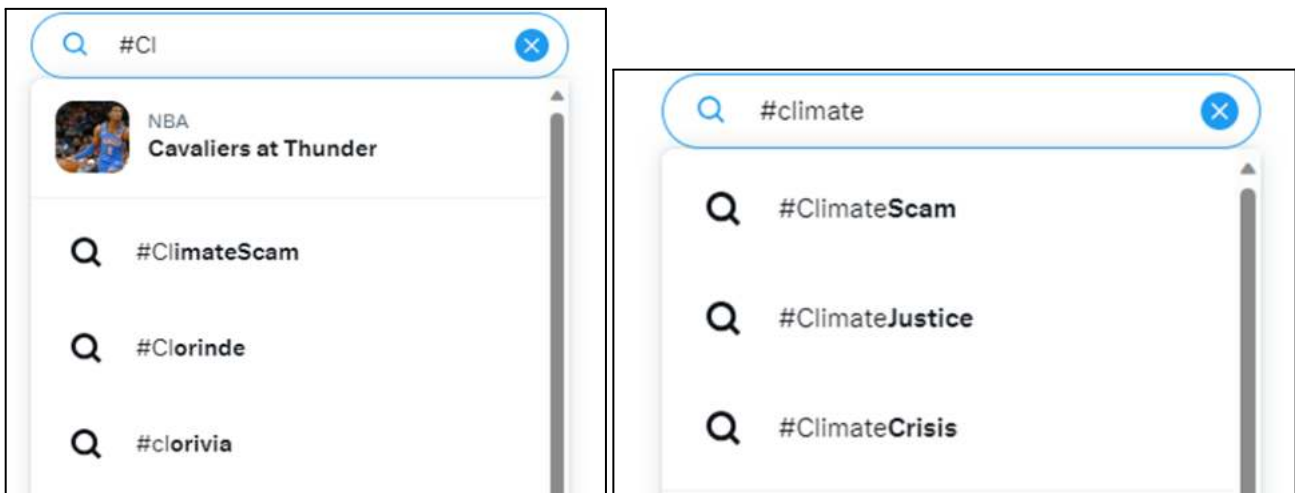 #Cl
NBA
Cavaliers at Thunder
#ClimateScam
#Clorinde
#clorivia
#climate
#ClimateScam
#ClimateJustice
#ClimateCrisis